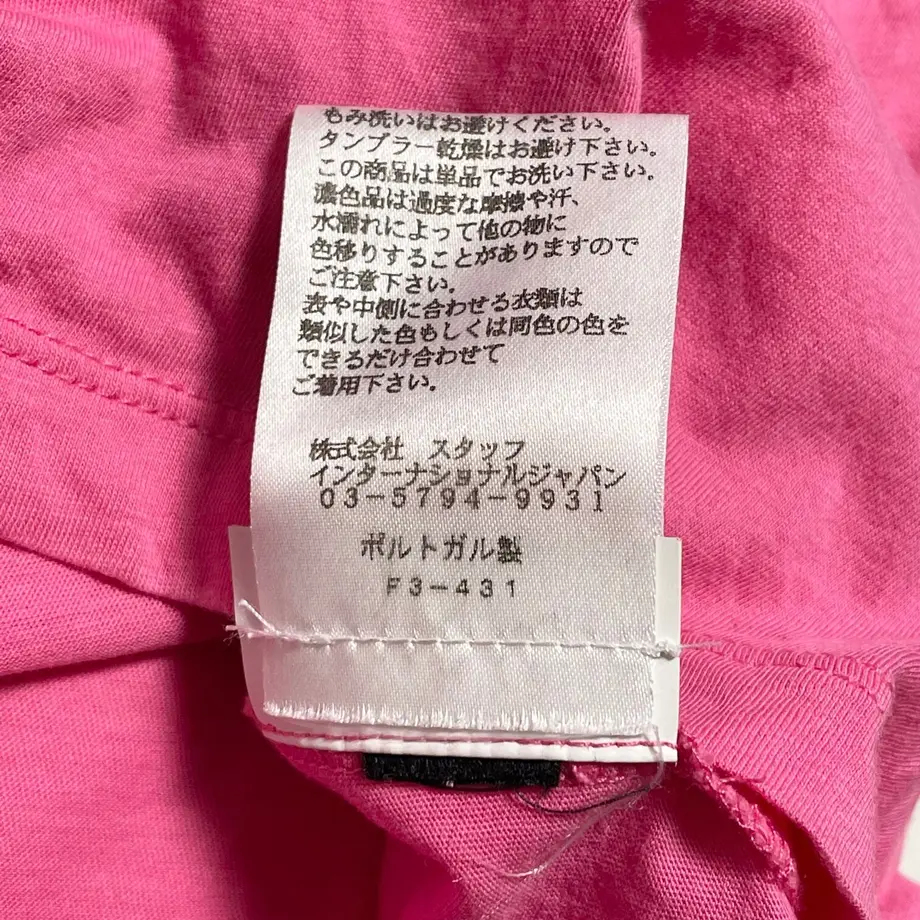 もみ洗いはお避けください。
タンブラー乾燥はお避け下さい。
この商品は単品でお洗い下さい。
濃色品は過度な摩擦や汗、
水濡れによって他の物に
色移りすることがありますので
ご注意下さい。
表や中側に合わせる衣類は
類似した色もしくは同色の色を
できるだけ合わせて
ご着用下さい。
株式会社　スタッフ
インターナショナルジャパン
03-5794-9931
ポルトガル製
F3-431